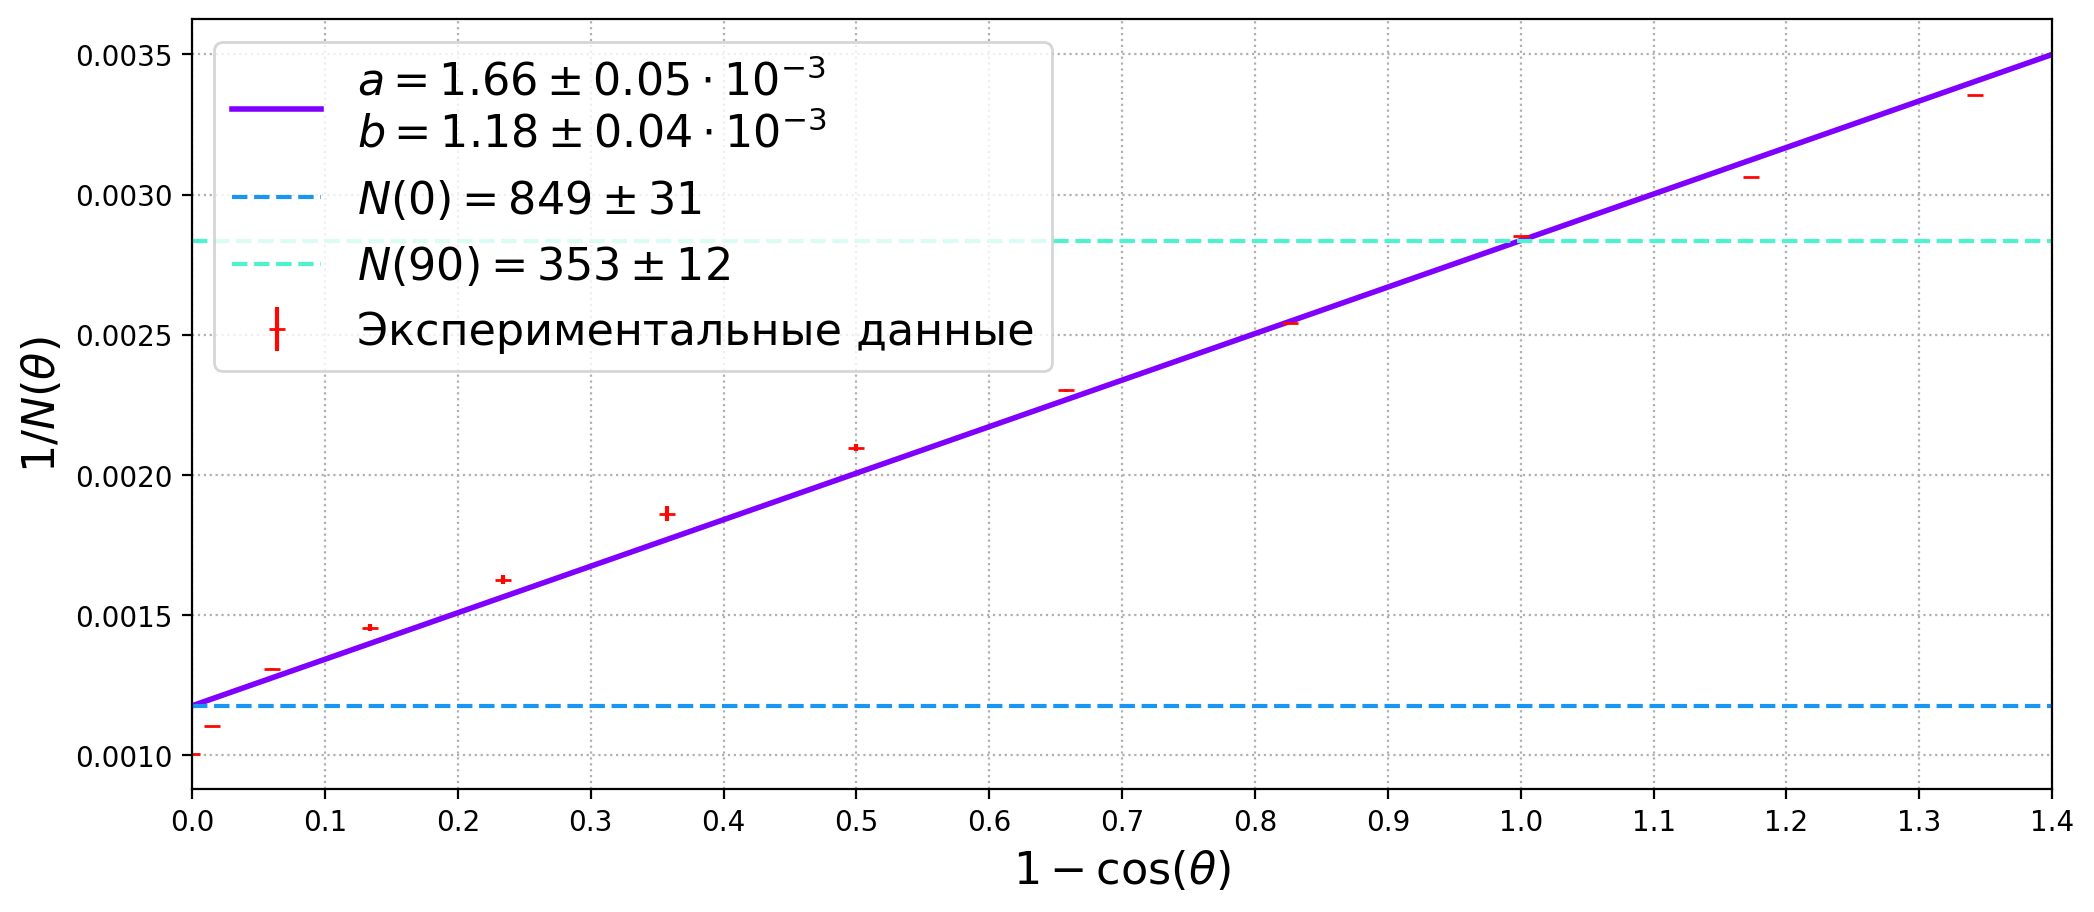 0.0035
0.0030
0.0025
0.0020
0.0015
0.0010
1/N(θ)
a = 1.66 ± 0.05 · 10⁻³
b = 1.18 ± 0.04 · 10⁻³
N(0) = 849 ± 31
N(90) = 353 ± 12
Экспериментальные данные
0.0 0.1 0.2 0.3 0.4 0.5 0.6 0.7 0.8 0.9 1.0 1.1 1.2 1.3 1.4
1 − cos(θ)